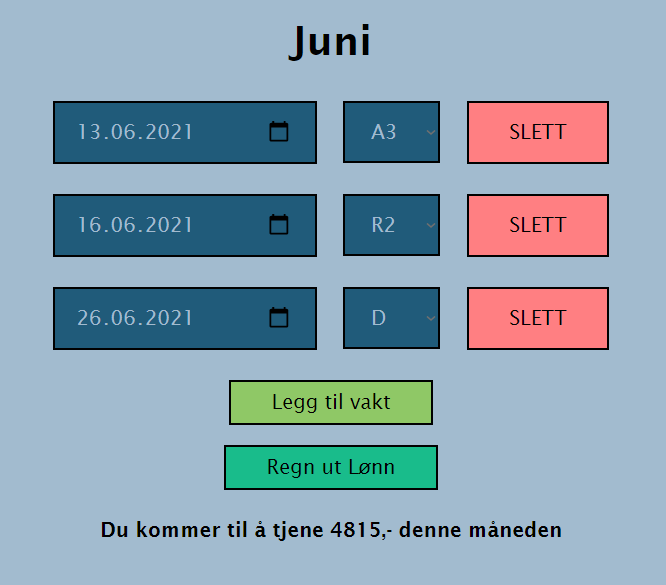 Juni
13.06.2021 A3 SLETT
16.06.2021 R2 SLETT
26.06.2021 D SLETT
Legg til vakt
Regn ut Lønn
Du kommer til å tjene 4815,- denne måneden